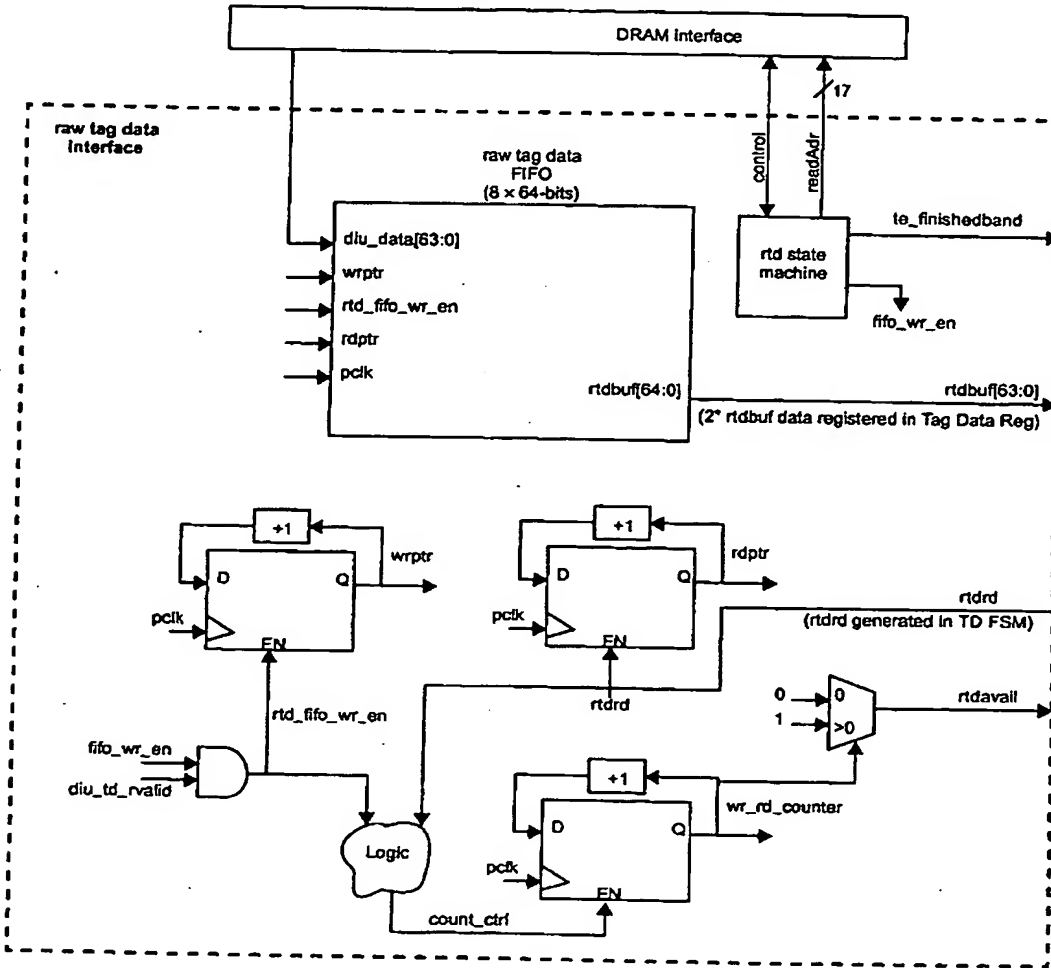 DRAM Interface
17
raw tag data
interface
raw tag data
FIFO
(8 × 64-bits)
control
readAdr
diu_data[63:0]
wrptr
rtd_fifo_wr_en
rdptr
pclk
rtdbuf[64:0]
rtd state
machine
te_finishedband
fifo_wr_en
rtdbuf[63:0]
(2* rtdbuf data registered in Tag Data Reg)
+1
wrptr
D
Q
pclk
EN
rtd_fifo_wr_en
+1
rdptr
D
Q
pclk
EN
rtdrd
rtdrd
(rtdrd generated in TD FSM)
0
0
1
>0
rtdavail
fifo_wr_en
diu_td_rvalid
Logic
+1
wr_rd_counter
D
Q
pclk
EN
count_ctrl